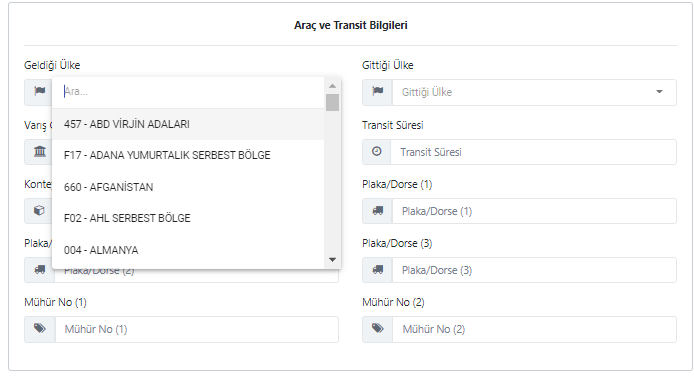 Araç ve Transit Bilgileri
Geldiği Ülke
Gittiği Ülke
Ara...
Gittiği Ülke
457 - ABD VİRJİN ADALARI
Varış
Transit Süresi
F17 - ADANA YUMURTALIK SERBEST BÖLGE
Transit Süresi
660 - AFGANİSTAN
Konte
Plaka/Dorse (1)
F02 - AHL SERBEST BÖLGE
Plaka/Dorse (1)
004 - ALMANYA
Plaka/
Plaka/Dorse (3)
Plaka/Dorse (2)
Plaka/Dorse (3)
Mühür No (1)
Mühür No (2)
Mühür No (1)
Mühür No (2)